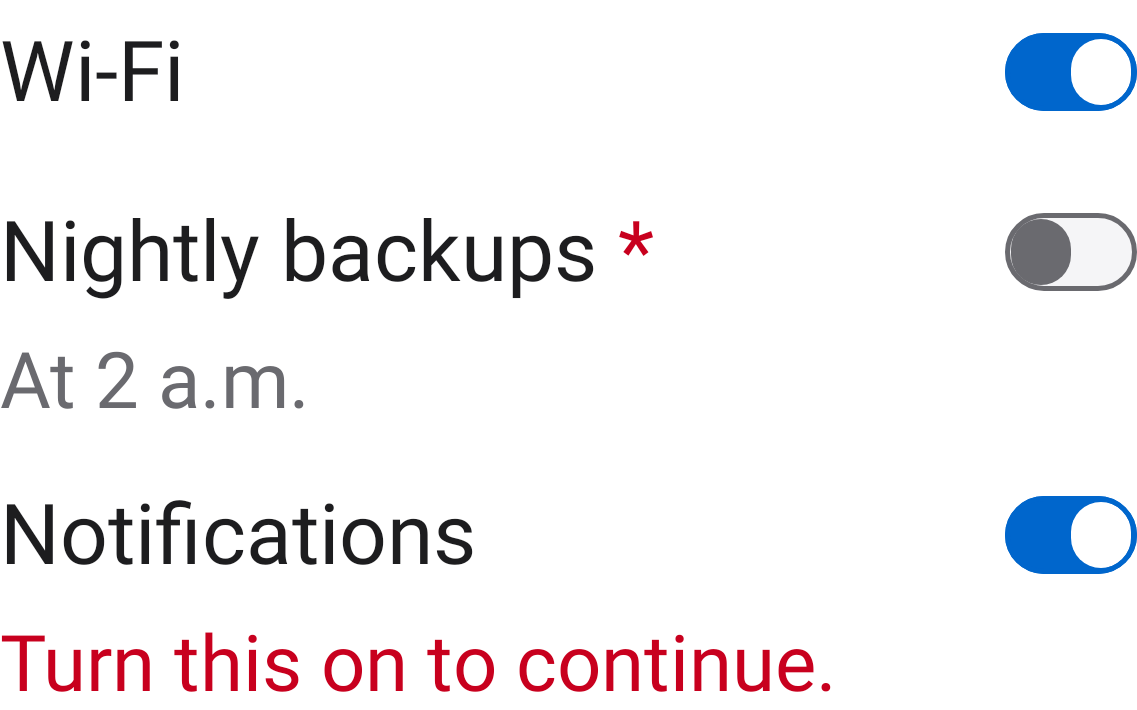 Wi-Fi
Nightly backups *
At 2 a.m.
Notifications
Turn this on to continue.